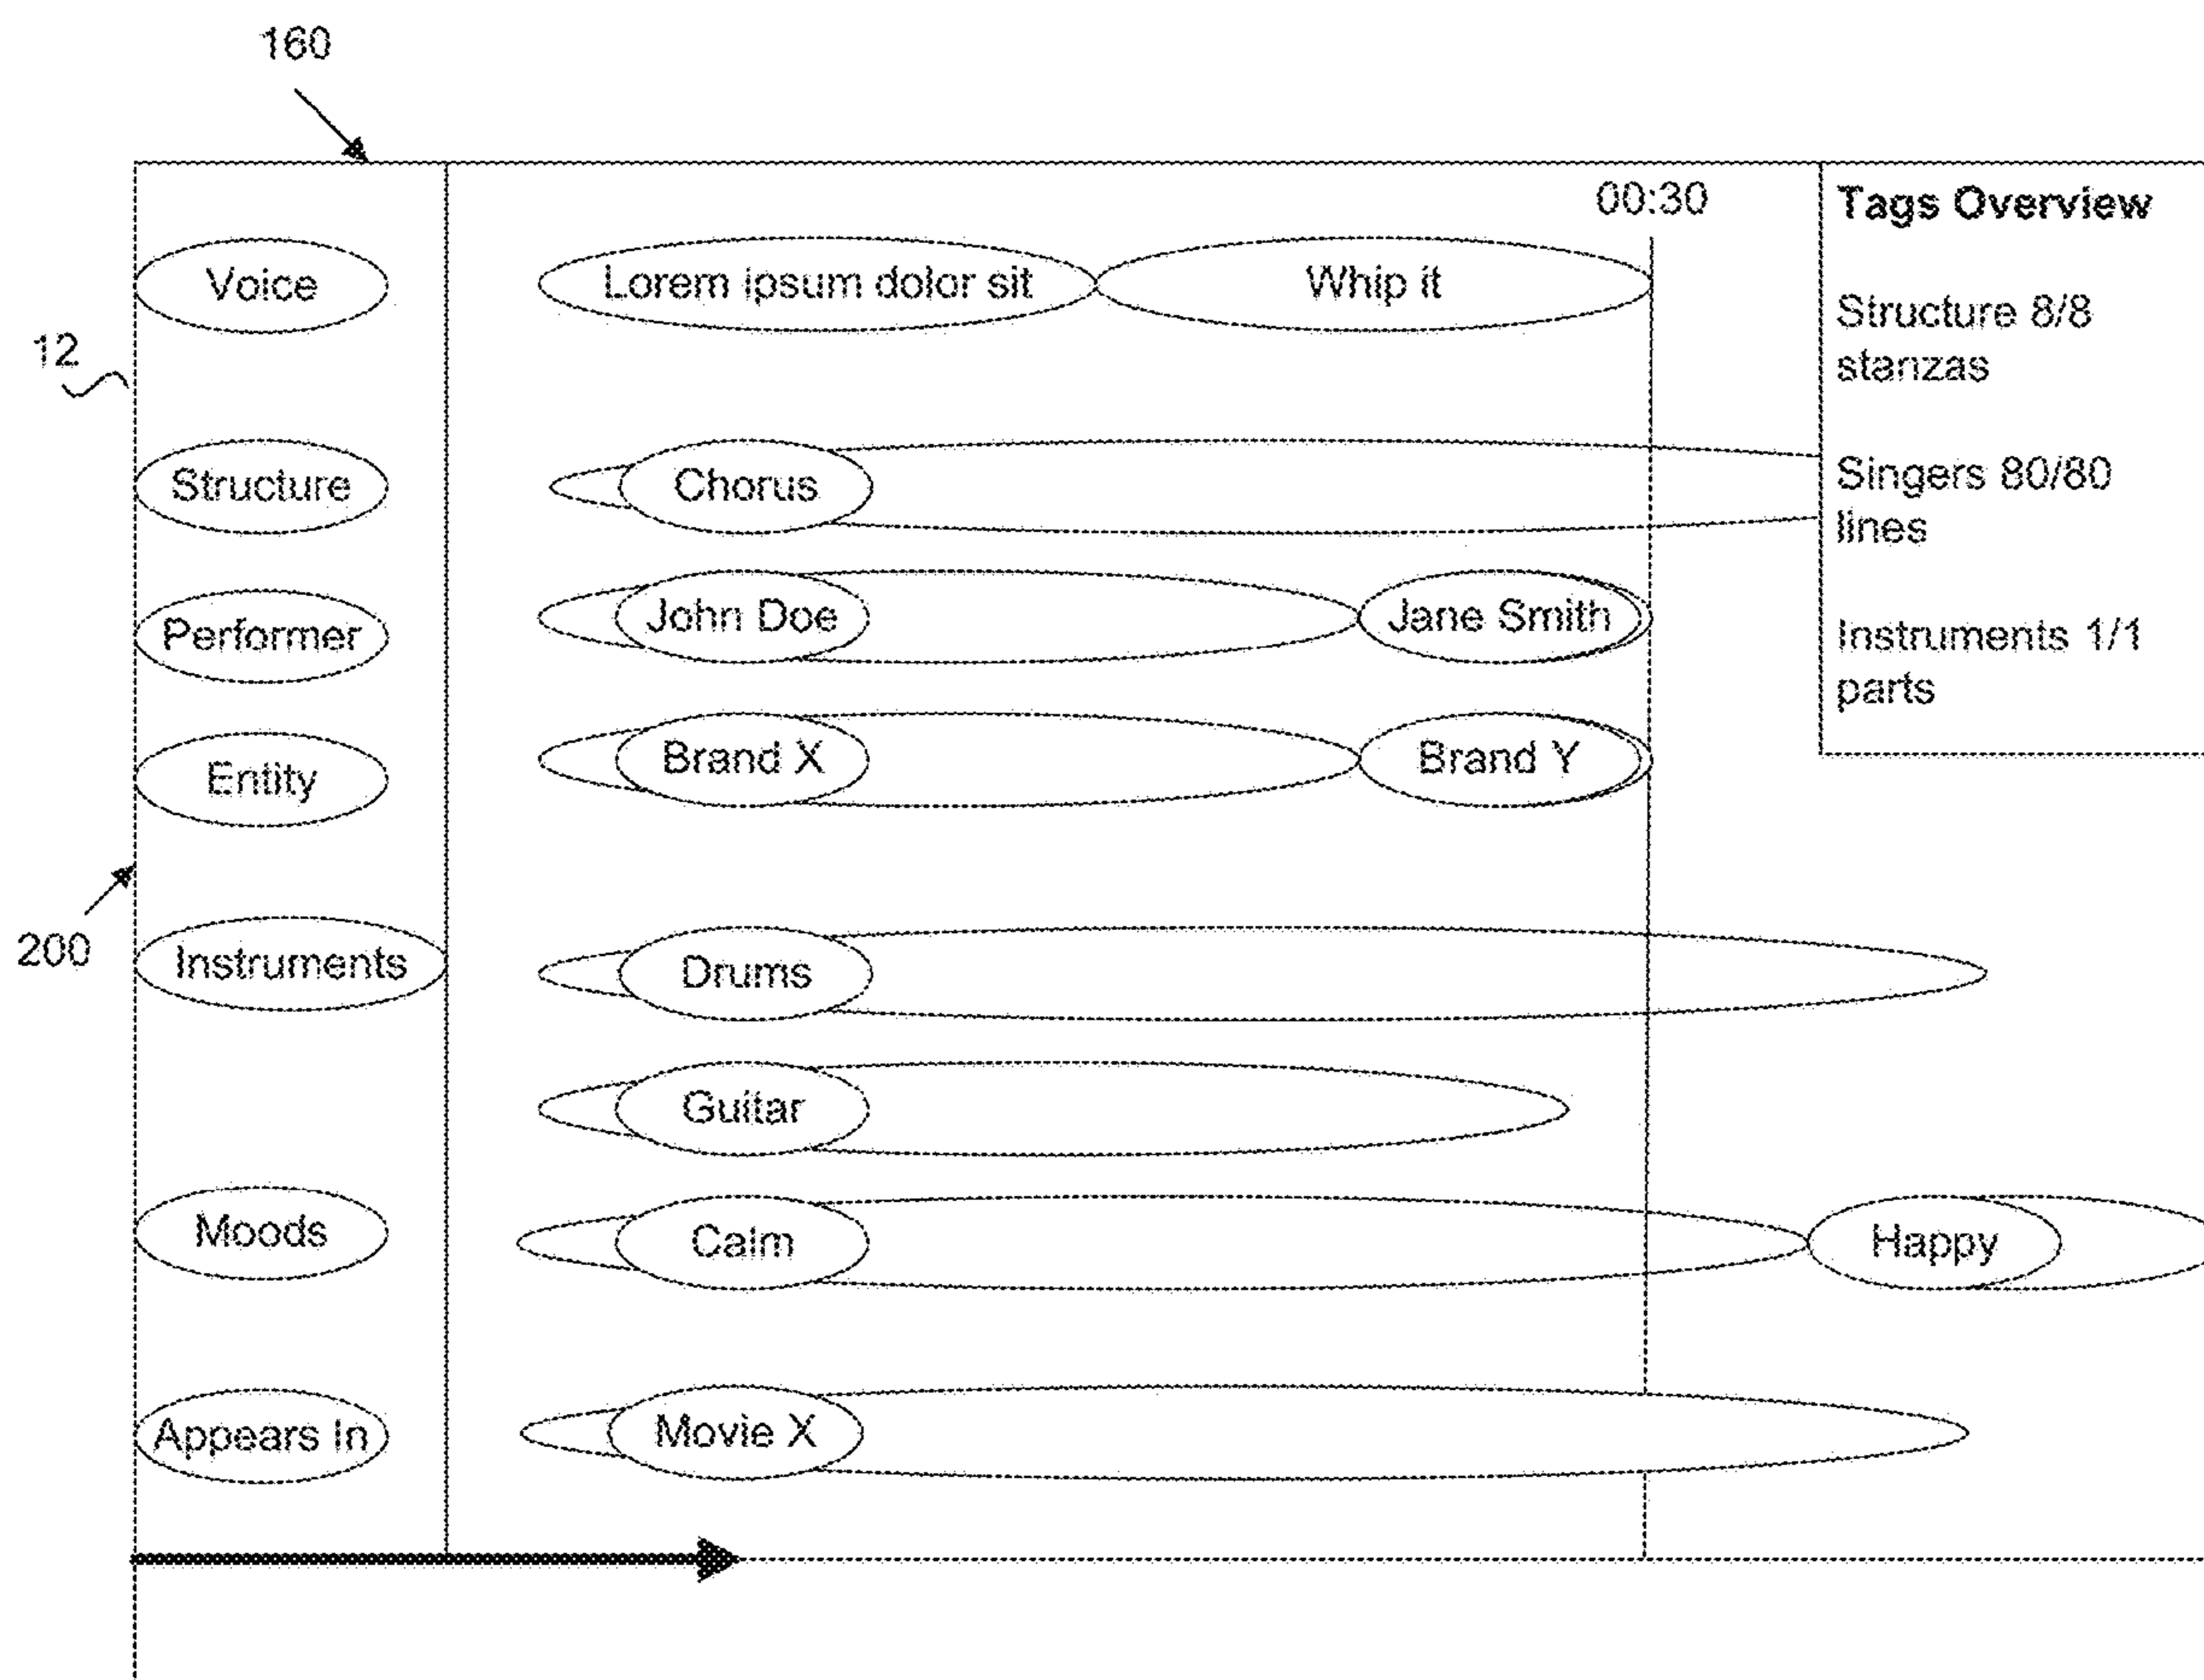 160
00:30
Tags Overview
Voice
Lorem ipsum dolor sit
Whip it
Structure 8/8
stanzas
12
Structure
Chorus
Singers 80/80
lines
Performer
John Doe
Jane Smith
Instruments 1/1
parts
Entity
Brand X
Brand Y
200
Instruments
Drums
Guitar
Moods
Calm
Happy
Appears In
Movie X